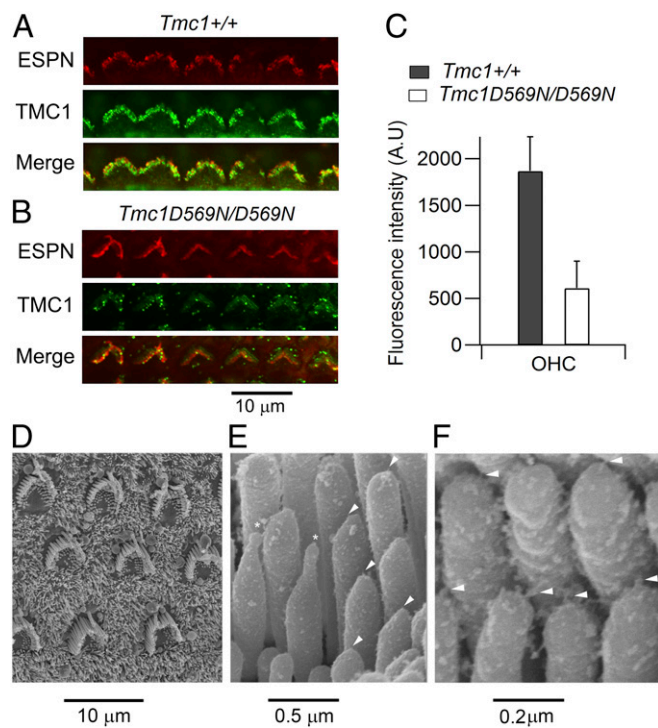 A
Tmc1+/+
ESPN
TMC1
Merge
B
Tmc1D569N/D569N
ESPN
TMC1
Merge
10 μm
C
Tmc1+/+
Tmc1D569N/D569N
Fluorescence intensity (A.U)
2000
1500
1000
500
0
OHC
D
E
F
*
*
10 μm
0.5 μm
0.2μm